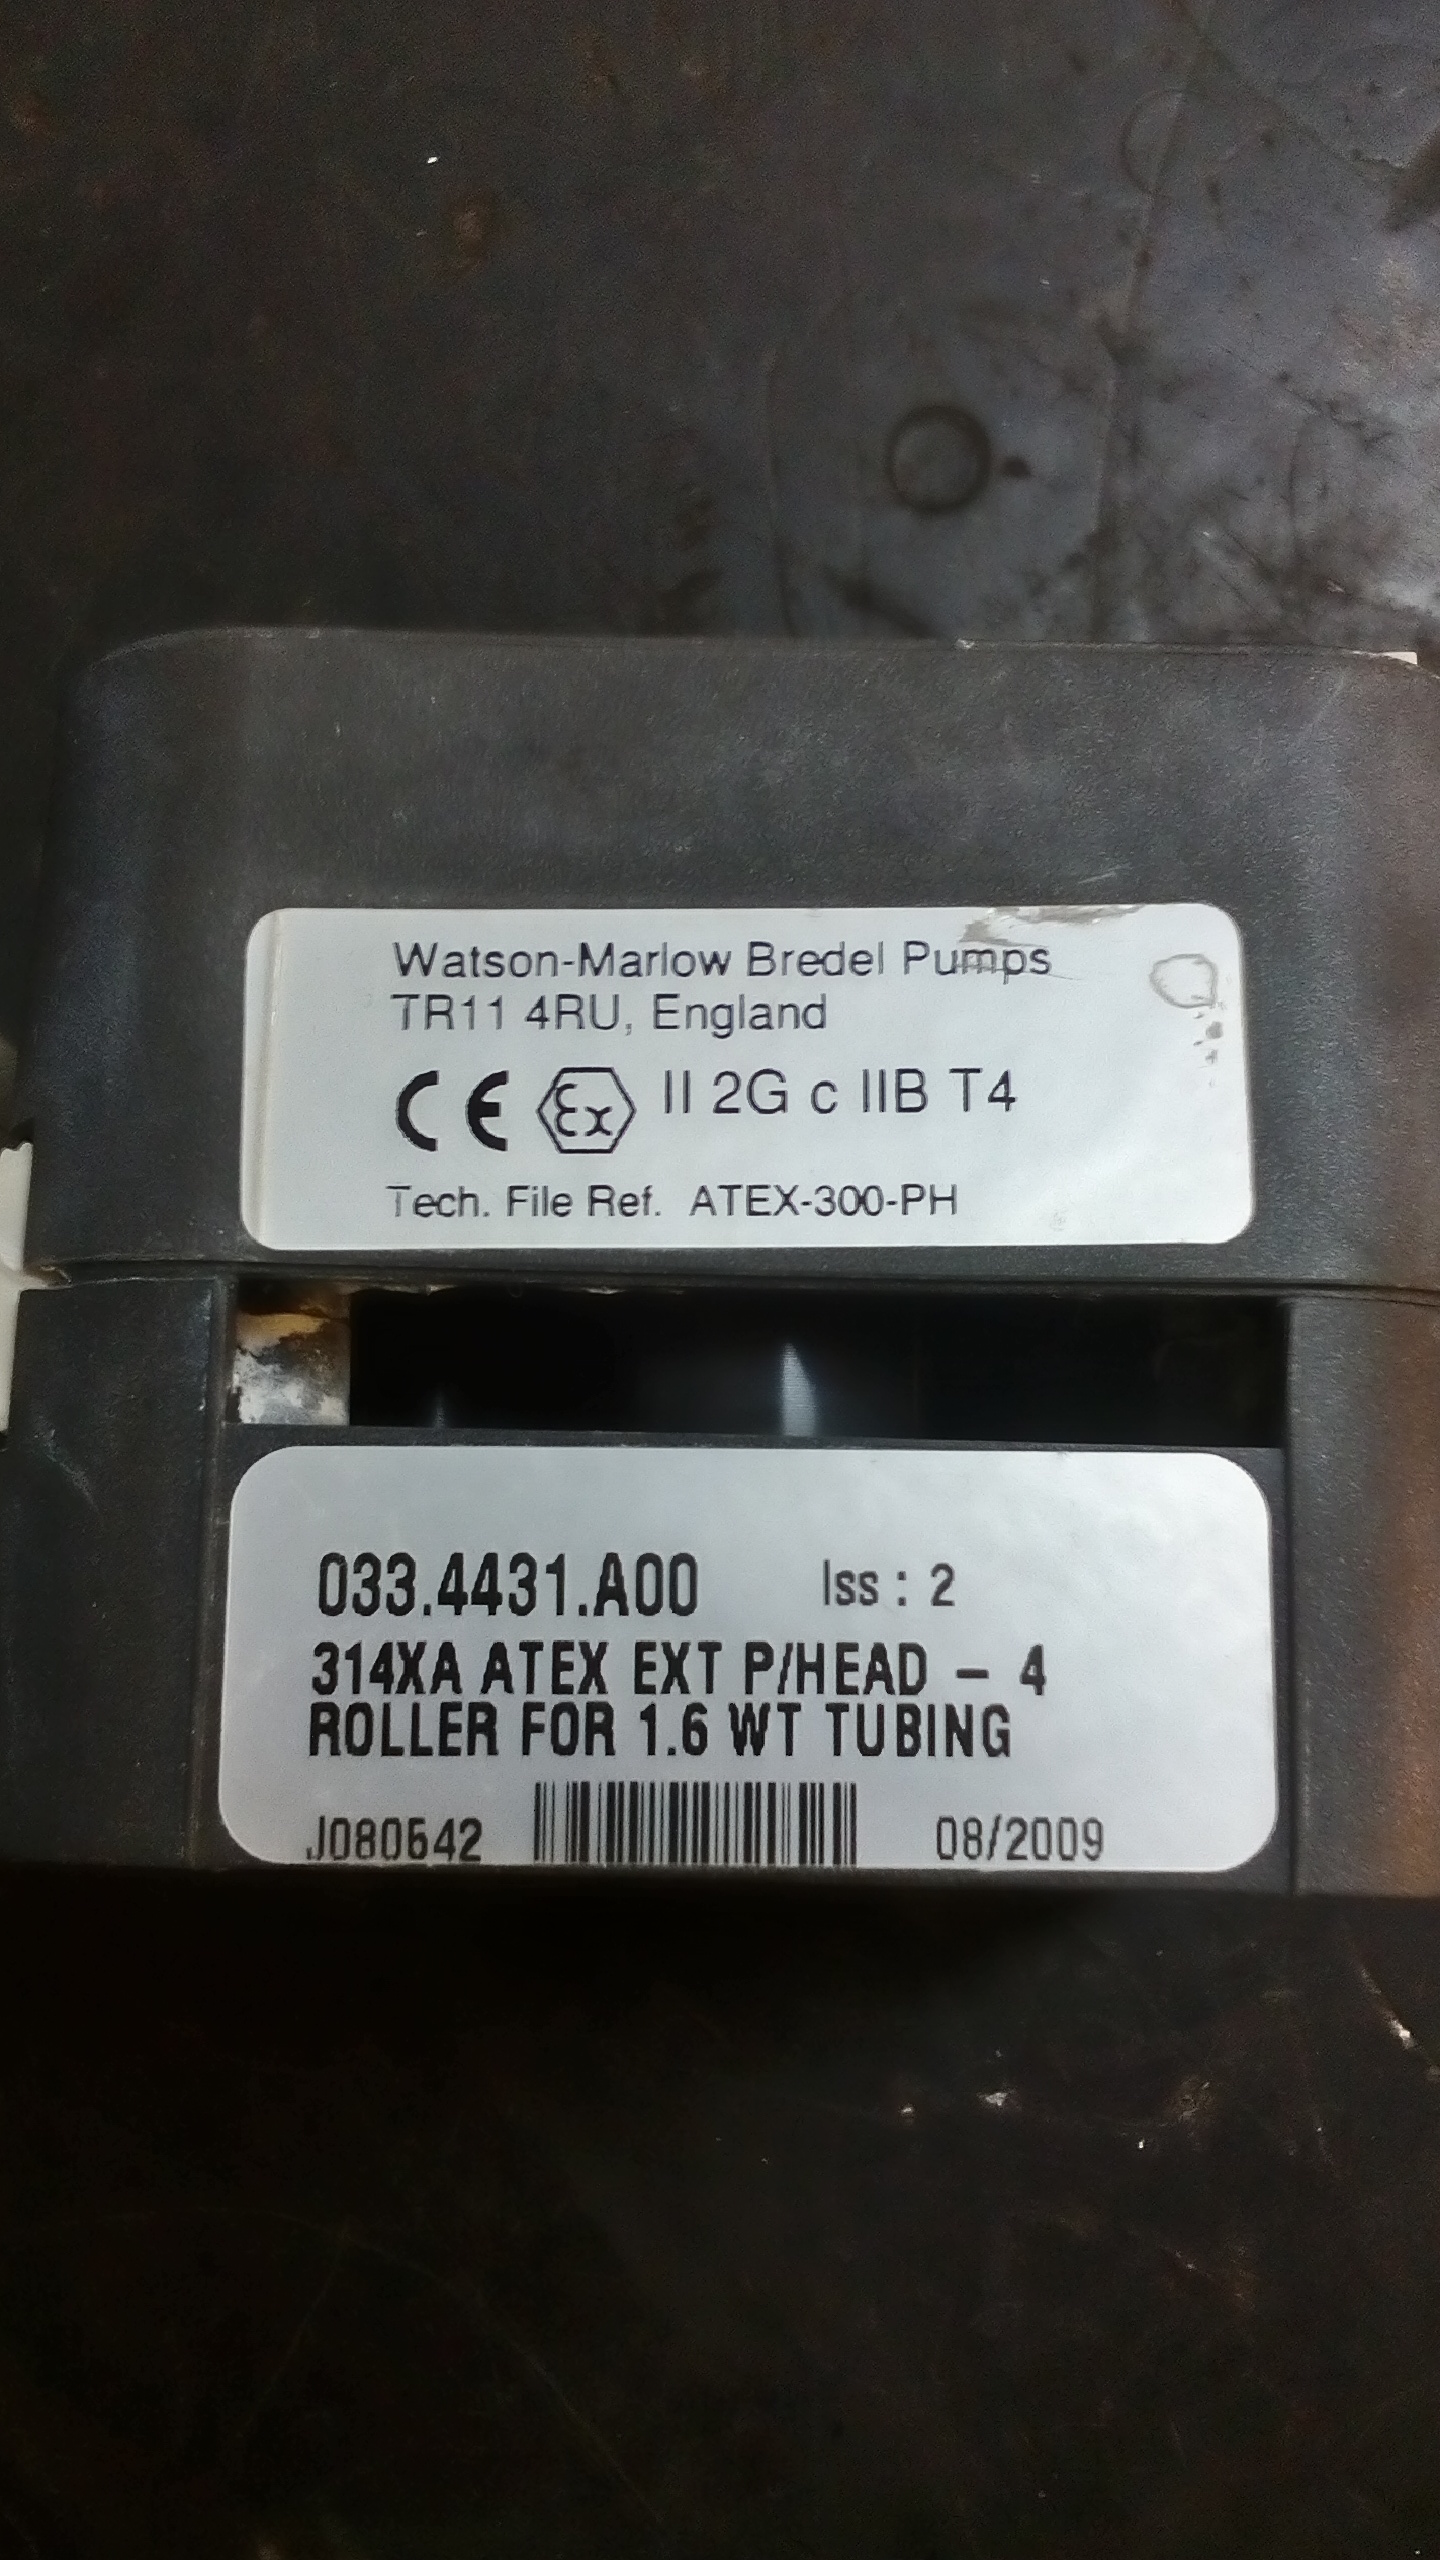 Watson-Marlow Bredel Pumps
TR11 4RU, England
CE Ex II 2G c IIB T4
Tech. File Ref. ATEX-300-PH
033.4431.A00 Iss : 2
314XA ATEX EXT P/HEAD - 4
ROLLER FOR 1.6 WT TUBING
J080542 08/2009